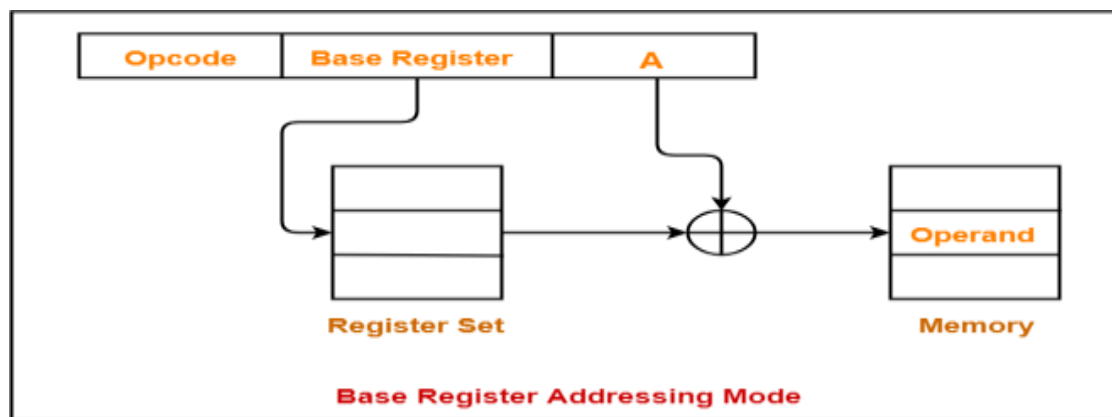 Opcode Base Register A
Operand
Register Set Memory
Base Register Addressing Mode